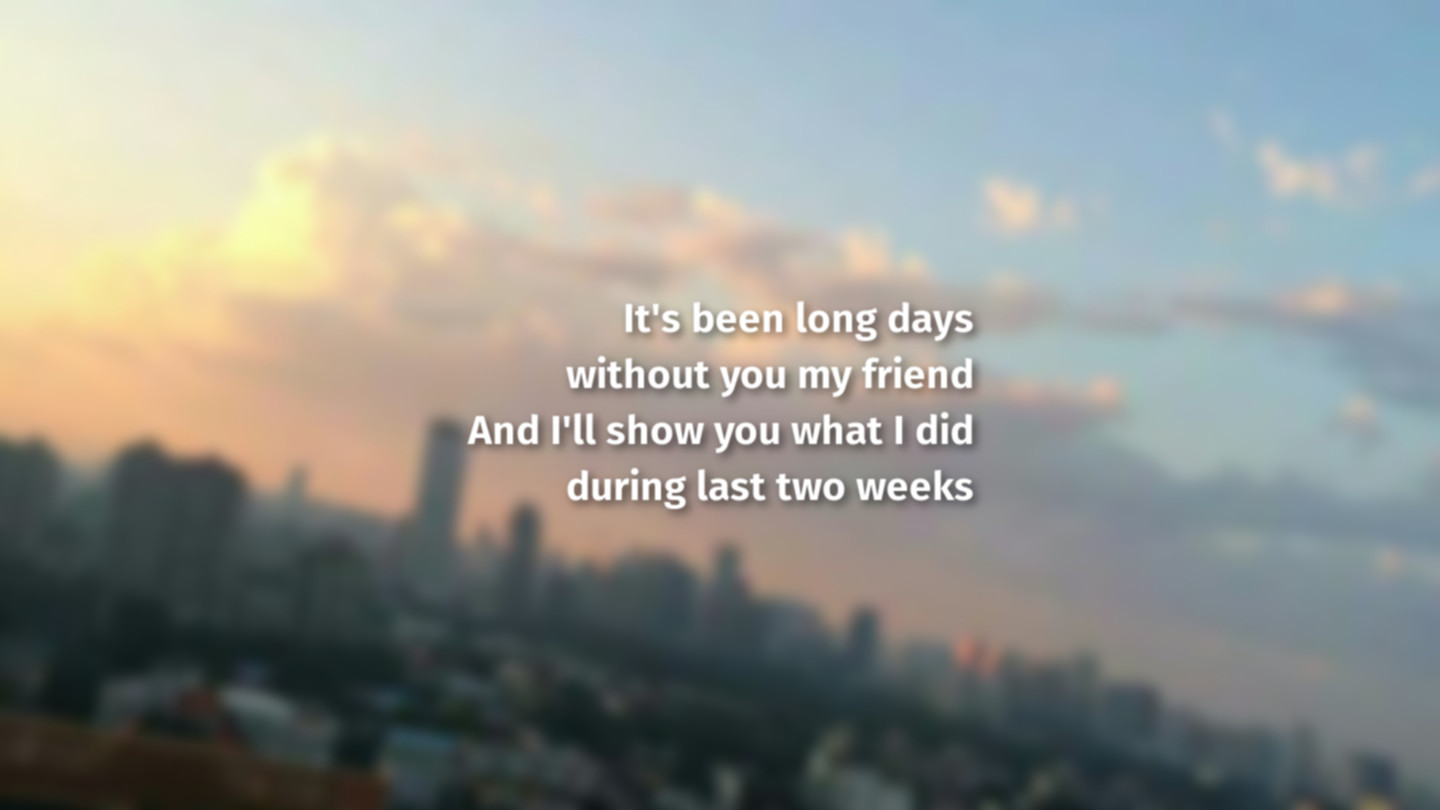 It's been long days
without you my friend
And I'll show you what I did
during last two weeks